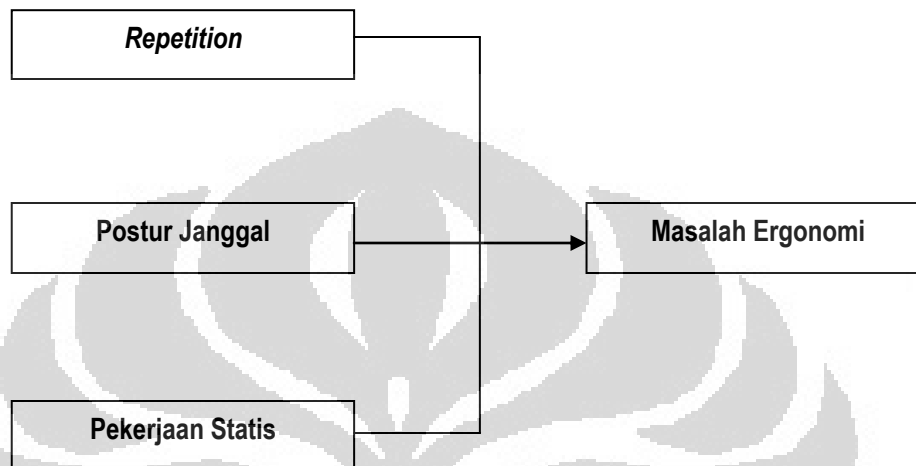 Repetition
Postur Janggal
Masalah Ergonomi
Pekerjaan Statis